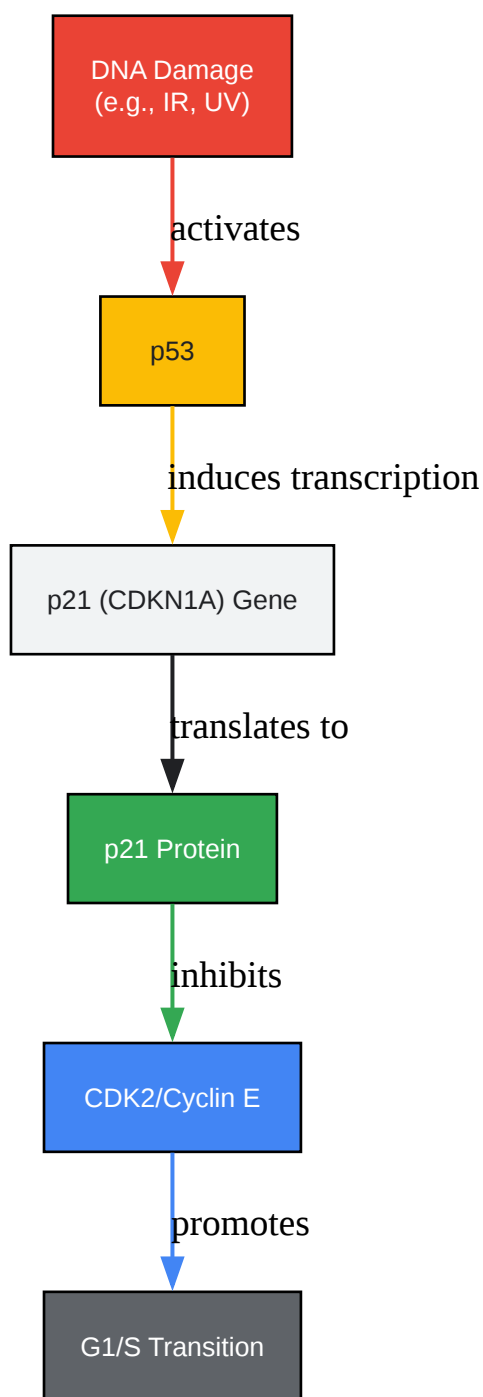 DNA Damage
(e.g., IR, UV)
activates
p53
induces transcription
p21 (CDKN1A) Gene
translates to
p21 Protein
inhibits
CDK2/Cyclin E
promotes
G1/S Transition